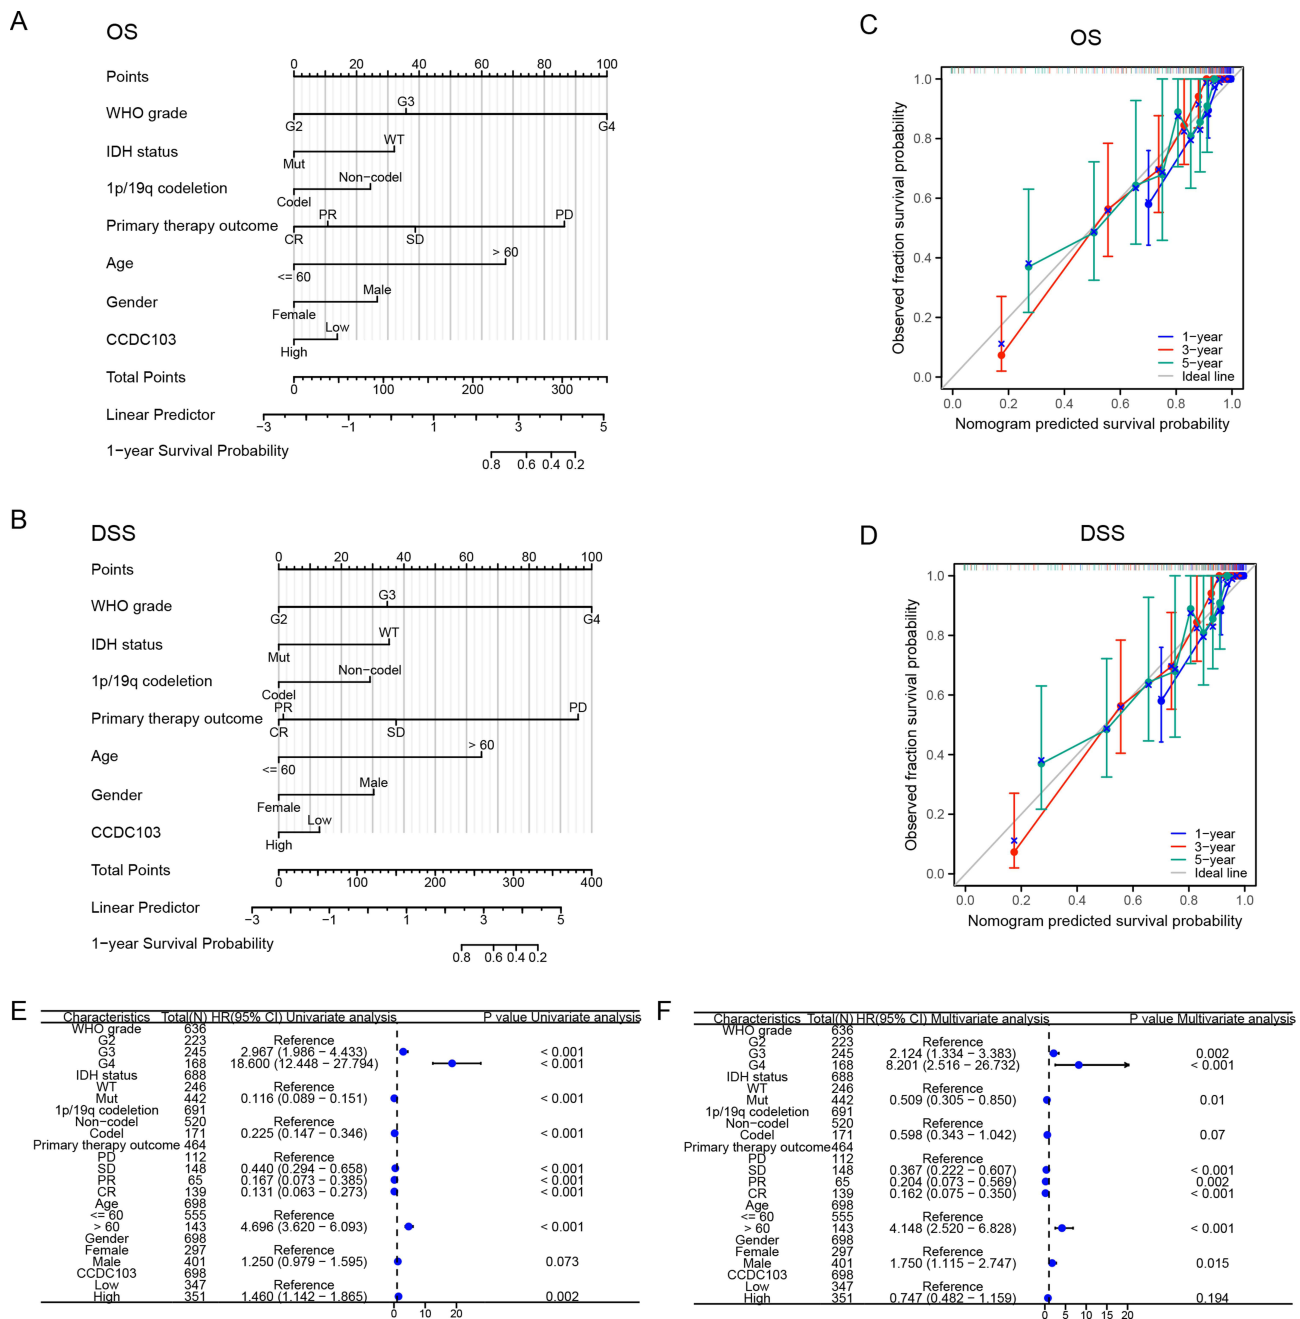 A
OS
Points
0 20 40 60 80 100
WHO grade
G3
G2 G4
IDH status
WT
Mut
1p/19q codeletion
Non−codel
Codel
Primary therapy outcome
PR PD
CR SD
Age
> 60
<= 60
Gender
Male
Female
CCDC103
Low
High
Total Points
0 100 200 300
Linear Predictor
−3 −1 1 3 5
1−year Survival Probability
0.8 0.6 0.4 0.2
C
OS
Observed fraction survival probability
1.0
0.8
0.6
0.4
0.2
0.0
1−year
3−year
5−year
Ideal line
0.0 0.2 0.4 0.6 0.8 1.0
Nomogram predicted survival probability
B
DSS
Points
0 20 40 60 80 100
WHO grade
G3
G2 G4
IDH status
WT
Mut
1p/19q codeletion
Non−codel
Codel
Primary therapy outcome
PR PD
CR SD
Age
> 60
<= 60
Gender
Male
Female
CCDC103
Low
High
Total Points
0 100 200 300 400
Linear Predictor
−3 −1 1 3 5
1−year Survival Probability
0.8 0.6 0.4 0.2
D
DSS
Observed fraction survival probability
1.0
0.8
0.6
0.4
0.2
0.0
1−year
3−year
5−year
Ideal line
0.0 0.2 0.4 0.6 0.8 1.0
Nomogram predicted survival probability
E
Characteristics Total(N) HR(95% CI) Univariate analysis P value Univariate analysis
WHO grade 636
G2 223 Reference
G3 245 2.967 (1.986 − 4.433) < 0.001
G4 168 18.600 (12.448 − 27.794) < 0.001
IDH status 688
WT 246 Reference
Mut 442 0.116 (0.089 − 0.151) < 0.001
1p/19q codeletion 691
Non−codel 520 Reference
Codel 171 0.225 (0.147 − 0.346) < 0.001
Primary therapy outcome 464
PD 112 Reference
SD 148 0.440 (0.294 − 0.658) < 0.001
PR 65 0.167 (0.073 − 0.385) < 0.001
CR 139 0.131 (0.063 − 0.273) < 0.001
Age 698
<= 60 555 Reference
> 60 143 4.696 (3.620 − 6.093) < 0.001
Gender 698
Female 297 Reference
Male 401 1.250 (0.979 − 1.595) 0.073
CCDC103 698
Low 347 Reference
High 351 1.460 (1.142 − 1.865) 0.002
0 10 20
F
Characteristics Total(N) HR(95% CI) Multivariate analysis P value Multivariate analysis
WHO grade 636
G2 223 Reference
G3 245 2.124 (1.334 − 3.383) 0.002
G4 168 8.201 (2.516 − 26.732) < 0.001
IDH status 688
WT 246 Reference
Mut 442 0.509 (0.305 − 0.850) 0.01
1p/19q codeletion 691
Non−codel 520 Reference
Codel 171 0.598 (0.343 − 1.042) 0.07
Primary therapy outcome 464
PD 112 Reference
SD 148 0.367 (0.222 − 0.607) < 0.001
PR 65 0.204 (0.073 − 0.569) 0.002
CR 139 0.162 (0.075 − 0.350) < 0.001
Age 698
<= 60 555 Reference
> 60 143 4.148 (2.520 − 6.828) < 0.001
Gender 698
Female 297 Reference
Male 401 1.750 (1.115 − 2.747) 0.015
CCDC103 698
Low 347 Reference
High 351 0.747 (0.482 − 1.159) 0.194
0 5 10 15 20